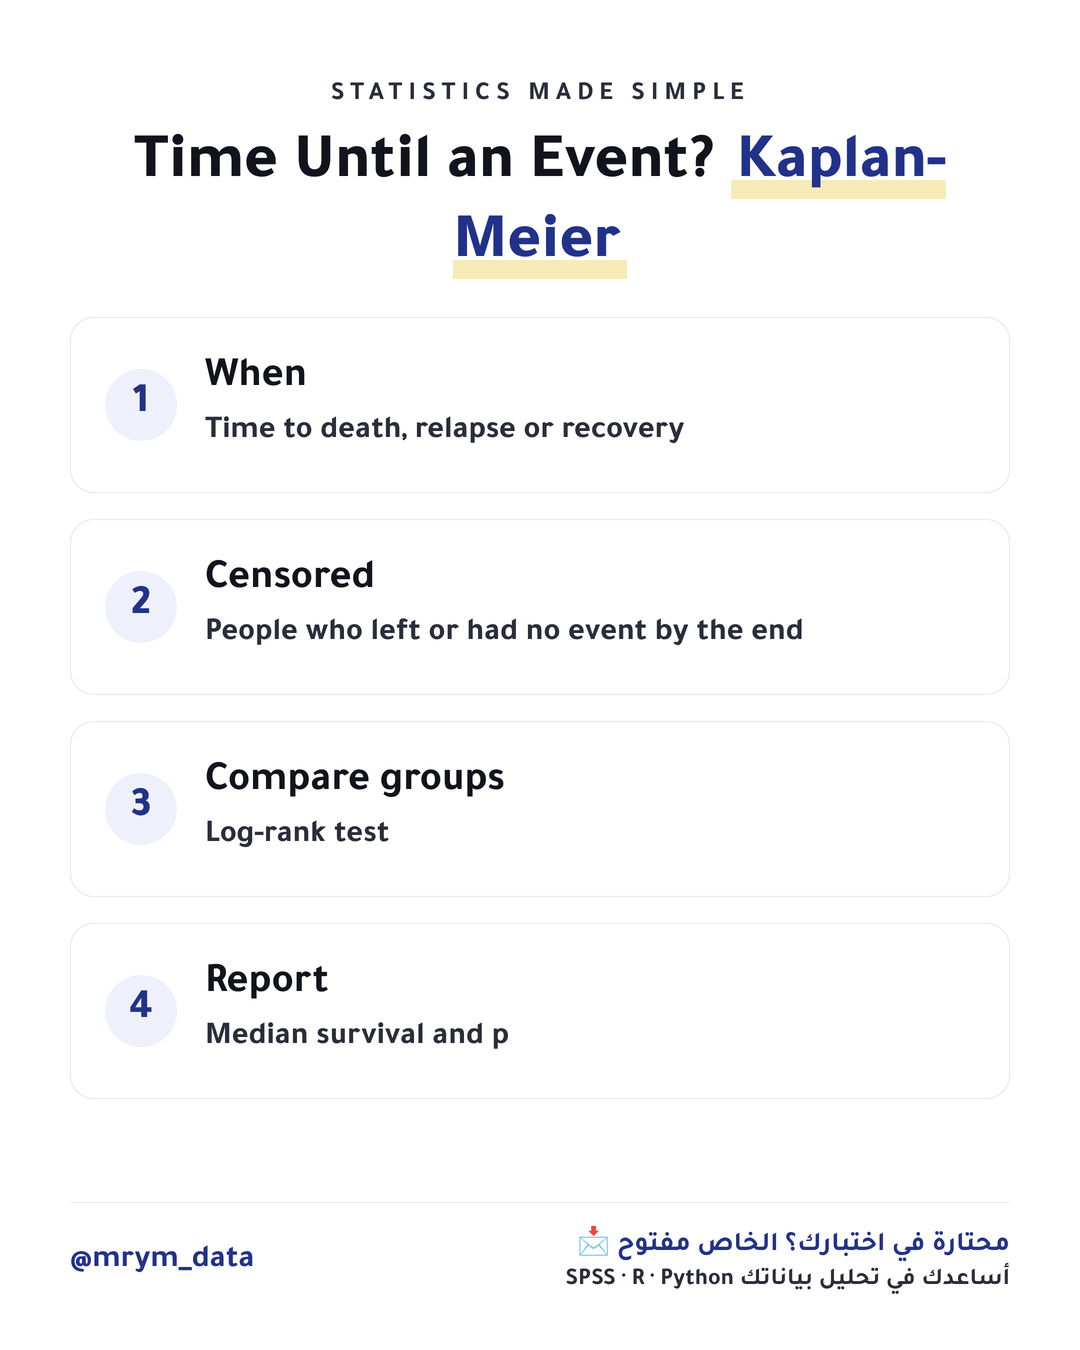 STATISTICS MADE SIMPLE
Time Until an Event? Kaplan-
Meier
1
When
Time to death, relapse or recovery
2
Censored
People who left or had no event by the end
3
Compare groups
Log-rank test
4
Report
Median survival and p
@mrym_data
محتارة في اختبارك؟ الخاص مفتوح 📩
أساعدك في تحليل بياناتك SPSS · R · Python